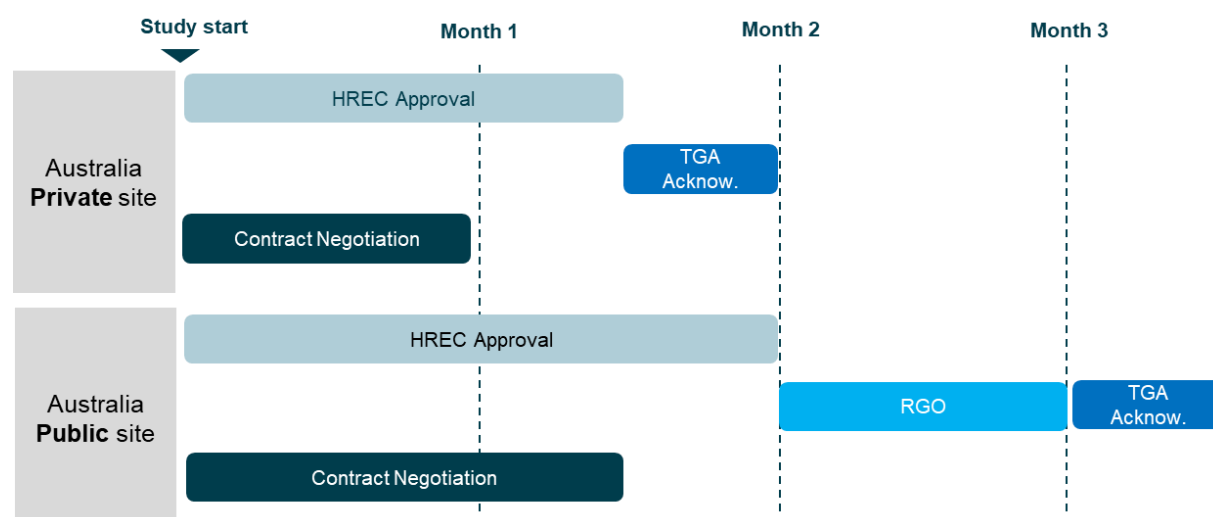 Study start
Month 1
Month 2
Month 3
Australia
Private site
HREC Approval
TGA
Acknow.
Contract Negotiation
Australia
Public site
HREC Approval
RGO
TGA
Acknow.
Contract Negotiation